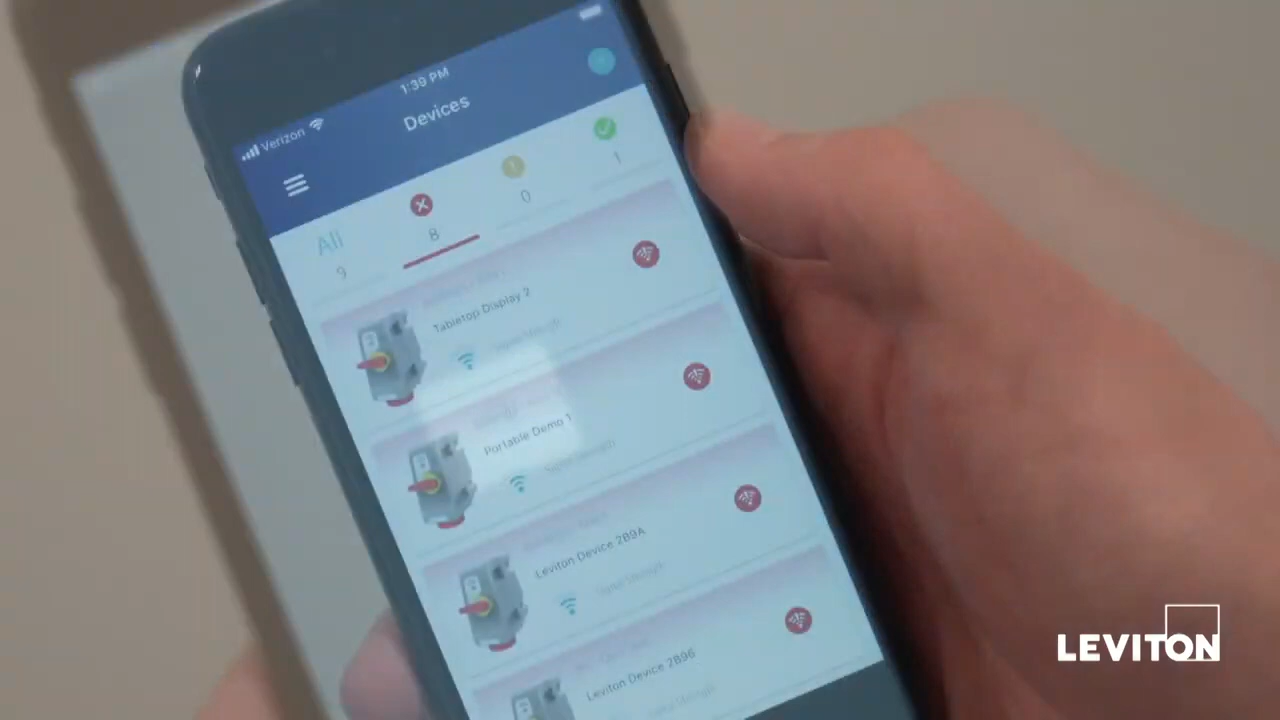 Verizon
1:39 PM
Devices
All
9
8
0
1
Tabletop Display 2
Portable Demo 1
Leviton Device 2B9A
Leviton Device 2B96
LEVITON